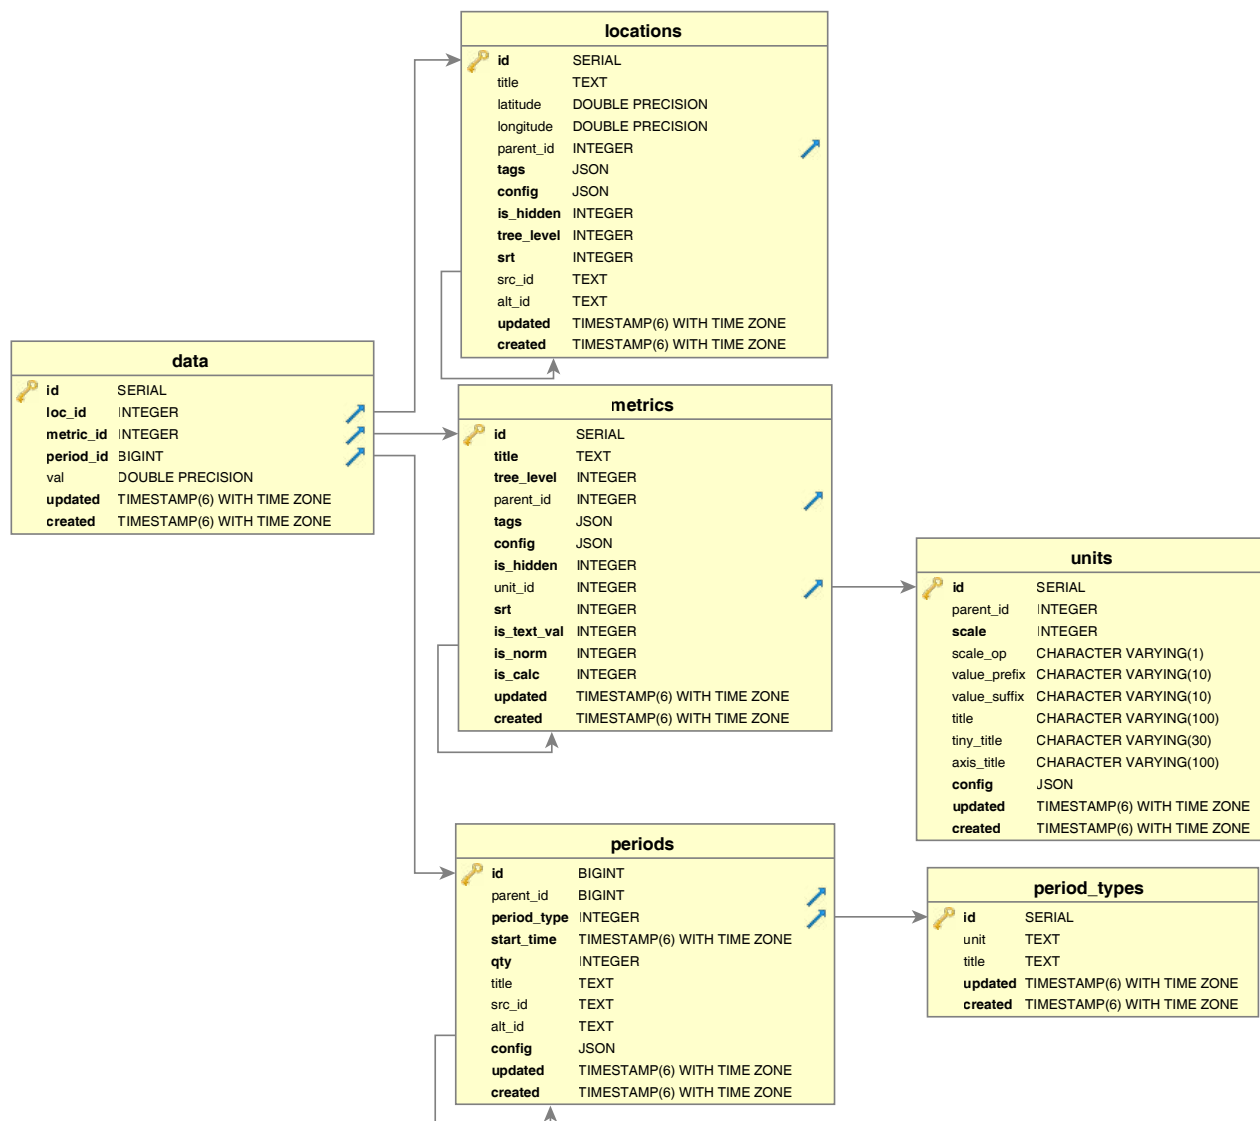 locations
id SERIAL
title TEXT
latitude DOUBLE PRECISION
longitude DOUBLE PRECISION
parent_id INTEGER
tags JSON
config JSON
is_hidden INTEGER
tree_level INTEGER
srt INTEGER
src_id TEXT
alt_id TEXT
updated TIMESTAMP(6) WITH TIME ZONE
created TIMESTAMP(6) WITH TIME ZONE
data
id SERIAL
loc_id INTEGER
metric_id INTEGER
period_id BIGINT
val DOUBLE PRECISION
updated TIMESTAMP(6) WITH TIME ZONE
created TIMESTAMP(6) WITH TIME ZONE
metrics
id SERIAL
title TEXT
tree_level INTEGER
parent_id INTEGER
tags JSON
config JSON
is_hidden INTEGER
unit_id INTEGER
srt INTEGER
is_text_val INTEGER
is_norm INTEGER
is_calc INTEGER
updated TIMESTAMP(6) WITH TIME ZONE
created TIMESTAMP(6) WITH TIME ZONE
units
id SERIAL
parent_id INTEGER
scale INTEGER
scale_op CHARACTER VARYING(1)
value_prefix CHARACTER VARYING(10)
value_suffix CHARACTER VARYING(10)
title CHARACTER VARYING(100)
tiny_title CHARACTER VARYING(30)
axis_title CHARACTER VARYING(100)
config JSON
updated TIMESTAMP(6) WITH TIME ZONE
created TIMESTAMP(6) WITH TIME ZONE
periods
id BIGINT
parent_id BIGINT
period_type INTEGER
start_time TIMESTAMP(6) WITH TIME ZONE
qty INTEGER
title TEXT
src_id TEXT
alt_id TEXT
config JSON
updated TIMESTAMP(6) WITH TIME ZONE
created TIMESTAMP(6) WITH TIME ZONE
period_types
id SERIAL
unit TEXT
title TEXT
updated TIMESTAMP(6) WITH TIME ZONE
created TIMESTAMP(6) WITH TIME ZONE